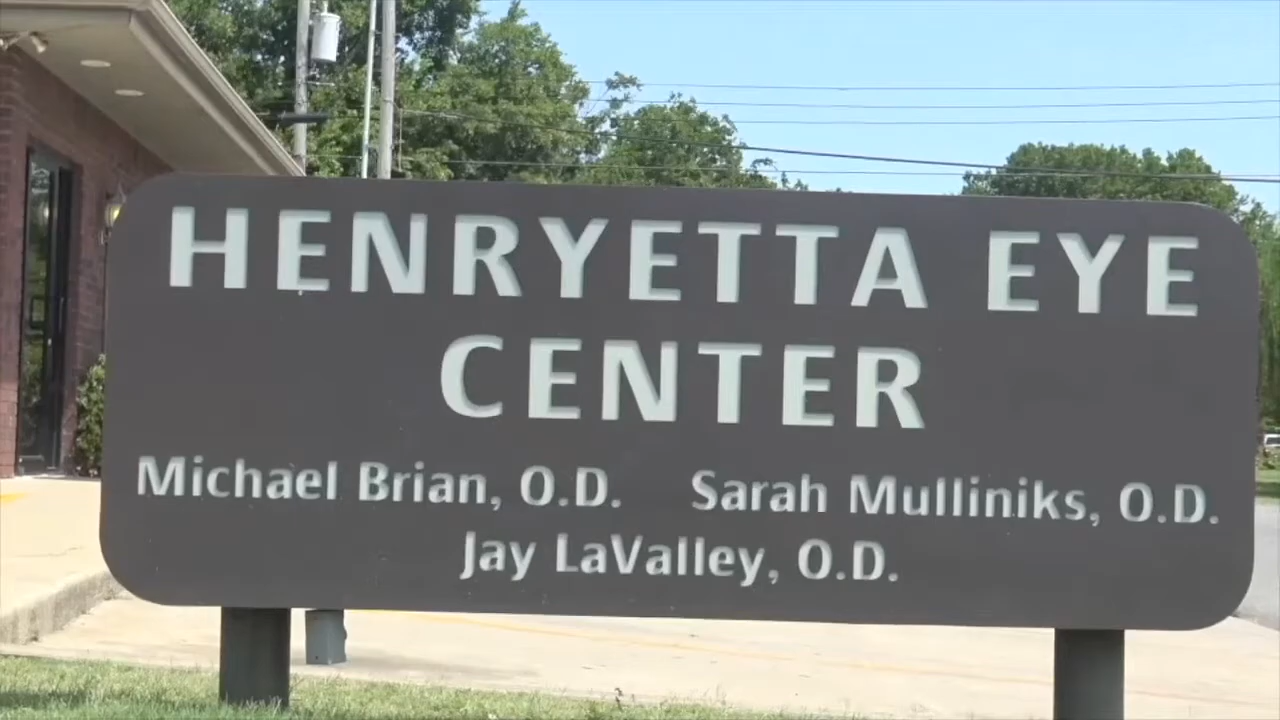 HENRYETTA EYE
CENTER
Michael Brian, O.D. Sarah Mulliniks, O.D.
Jay LaValley, O.D.